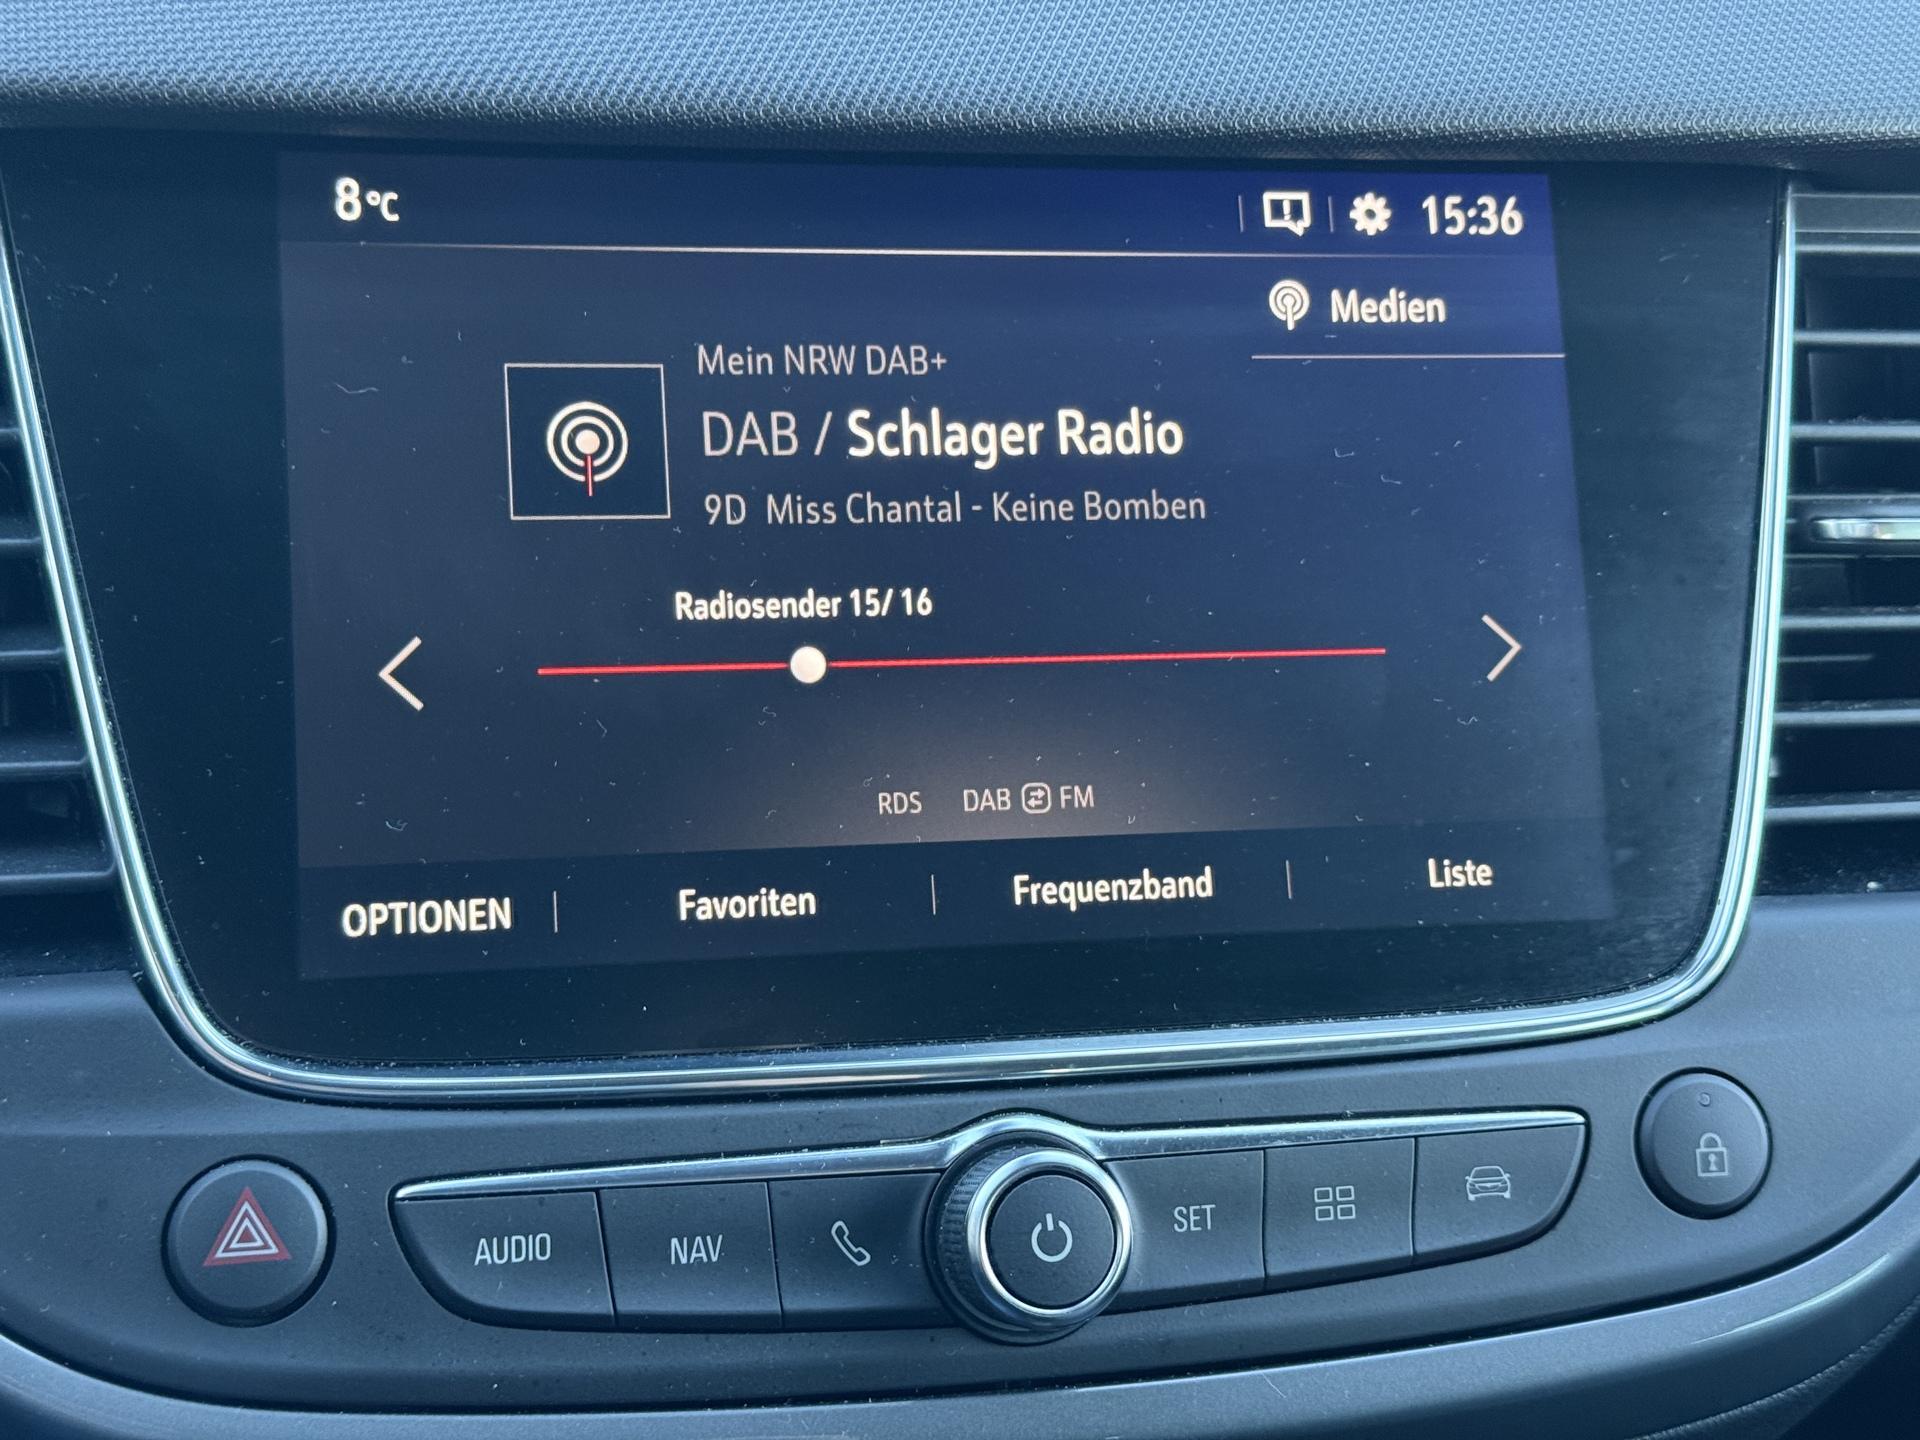 8°C
15:36
Medien
Mein NRW DAB+
DAB / Schlager Radio
9D Miss Chantal - Keine Bomben
Radiosender 15/ 16
RDS DAB FM
OPTIONEN Favoriten Frequenzband Liste
AUDIO NAV SET